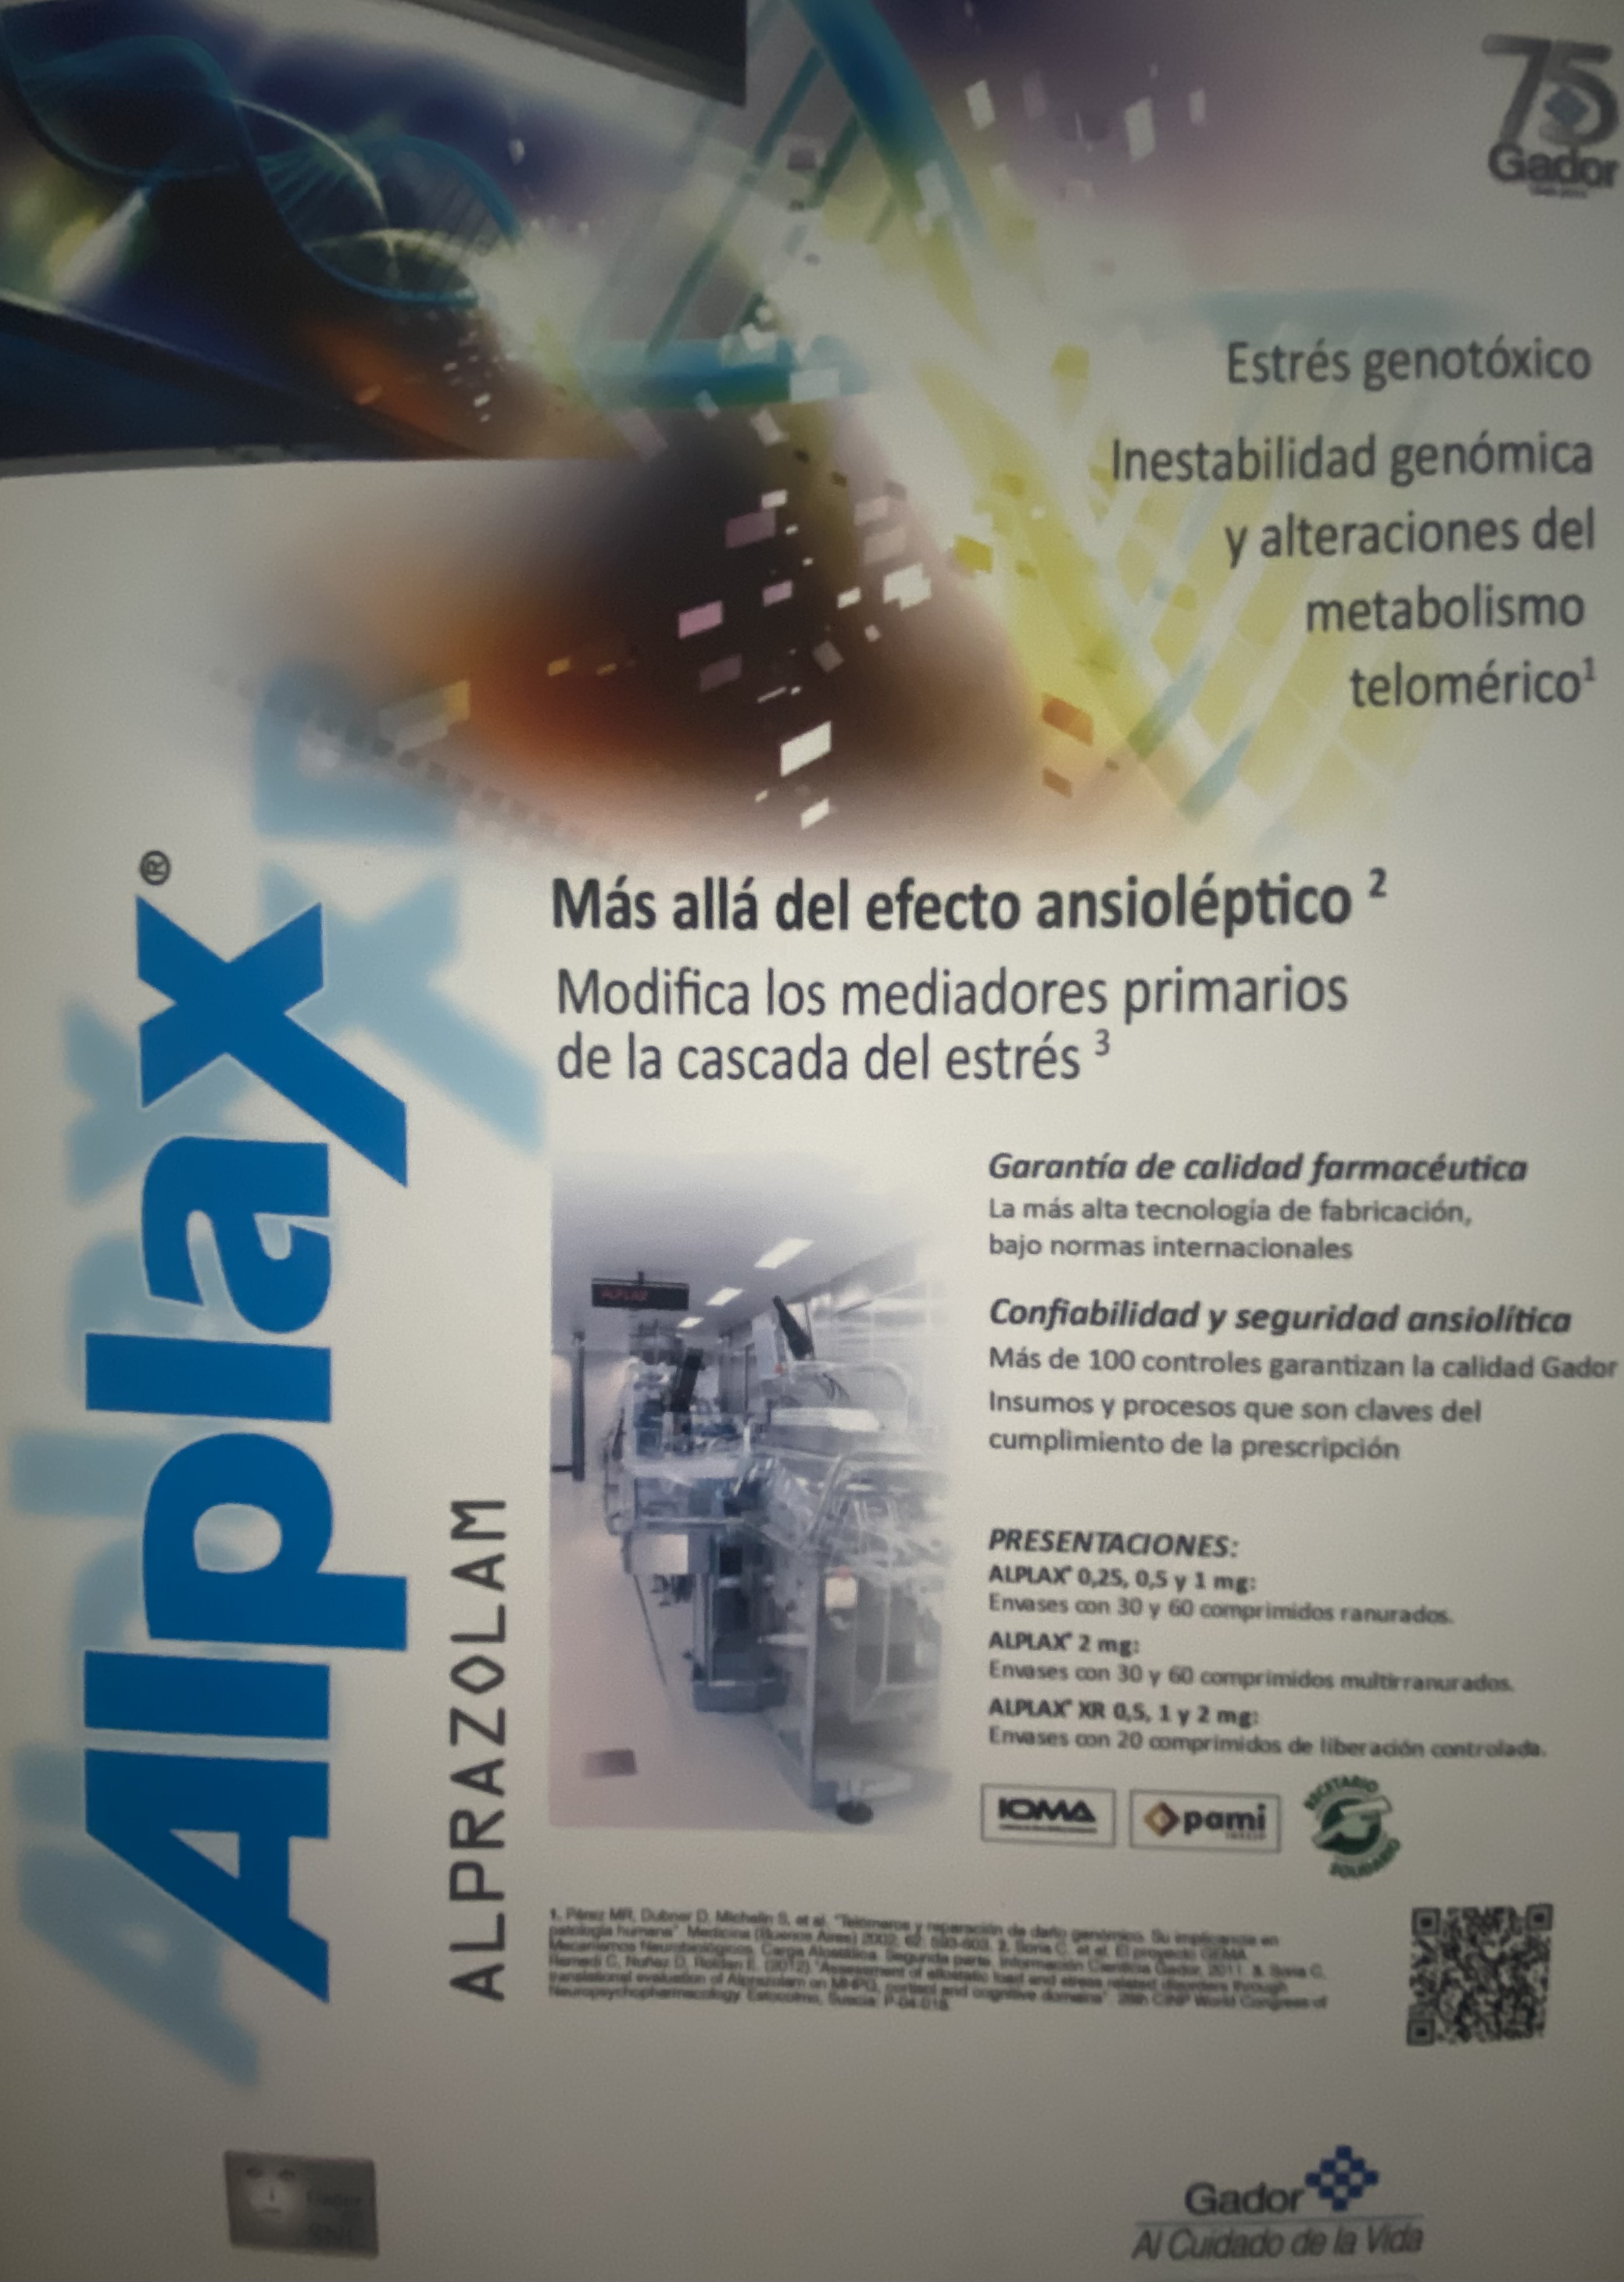 75
Gador
Estrés genotóxico
Inestabilidad genómica
y alteraciones del
metabolismo
telomérico¹
Alplax®
ALPRAZOLAM
Más allá del efecto ansioléptico ²
Modifica los mediadores primarios
de la cascada del estrés ³
ALPLAX
Garantía de calidad farmacéutica
La más alta tecnología de fabricación,
bajo normas internacionales
Confiabilidad y seguridad ansiolítica
Más de 100 controles garantizan la calidad Gador
Insumos y procesos que son claves del
cumplimiento de la prescripción
PRESENTACIONES:
ALPLAX® 0,25, 0,5 y 1 mg:
Envases con 30 y 60 comprimidos ranurados.
ALPLAX® 2 mg:
Envases con 30 y 60 comprimidos multirranurados.
ALPLAX® XR 0,5, 1 y 2 mg:
Envases con 20 comprimidos de liberación controlada.
IOMA
pami
RECETARIO
SOLIDARIO
1. Pérez MR, Dubner D, Michelin S, et al. "Telómeros y reparación de daño genómico. Su implicancia en
patología humana". Medicina (Buenos Aires) 2002; 62: 593-603. 2. Soria C. et al. El proyecto GEMA.
Mecanismos Neurobiológicos. Carga Alostática. Segunda parte. Información Científica Gador, 2011. 3. Soria C,
Remedi C, Nuñez D, Roldan E. (2012) "Assessment of allostatic load and stress related disorders through
translational evaluation of Alprazolam on MHPG, cortisol and cognitive domains". 28th CINP World Congress of
Neuropsychopharmacology Estocolmo, Suecia: P-04-018.
Gador
Al Cuidado de la Vida